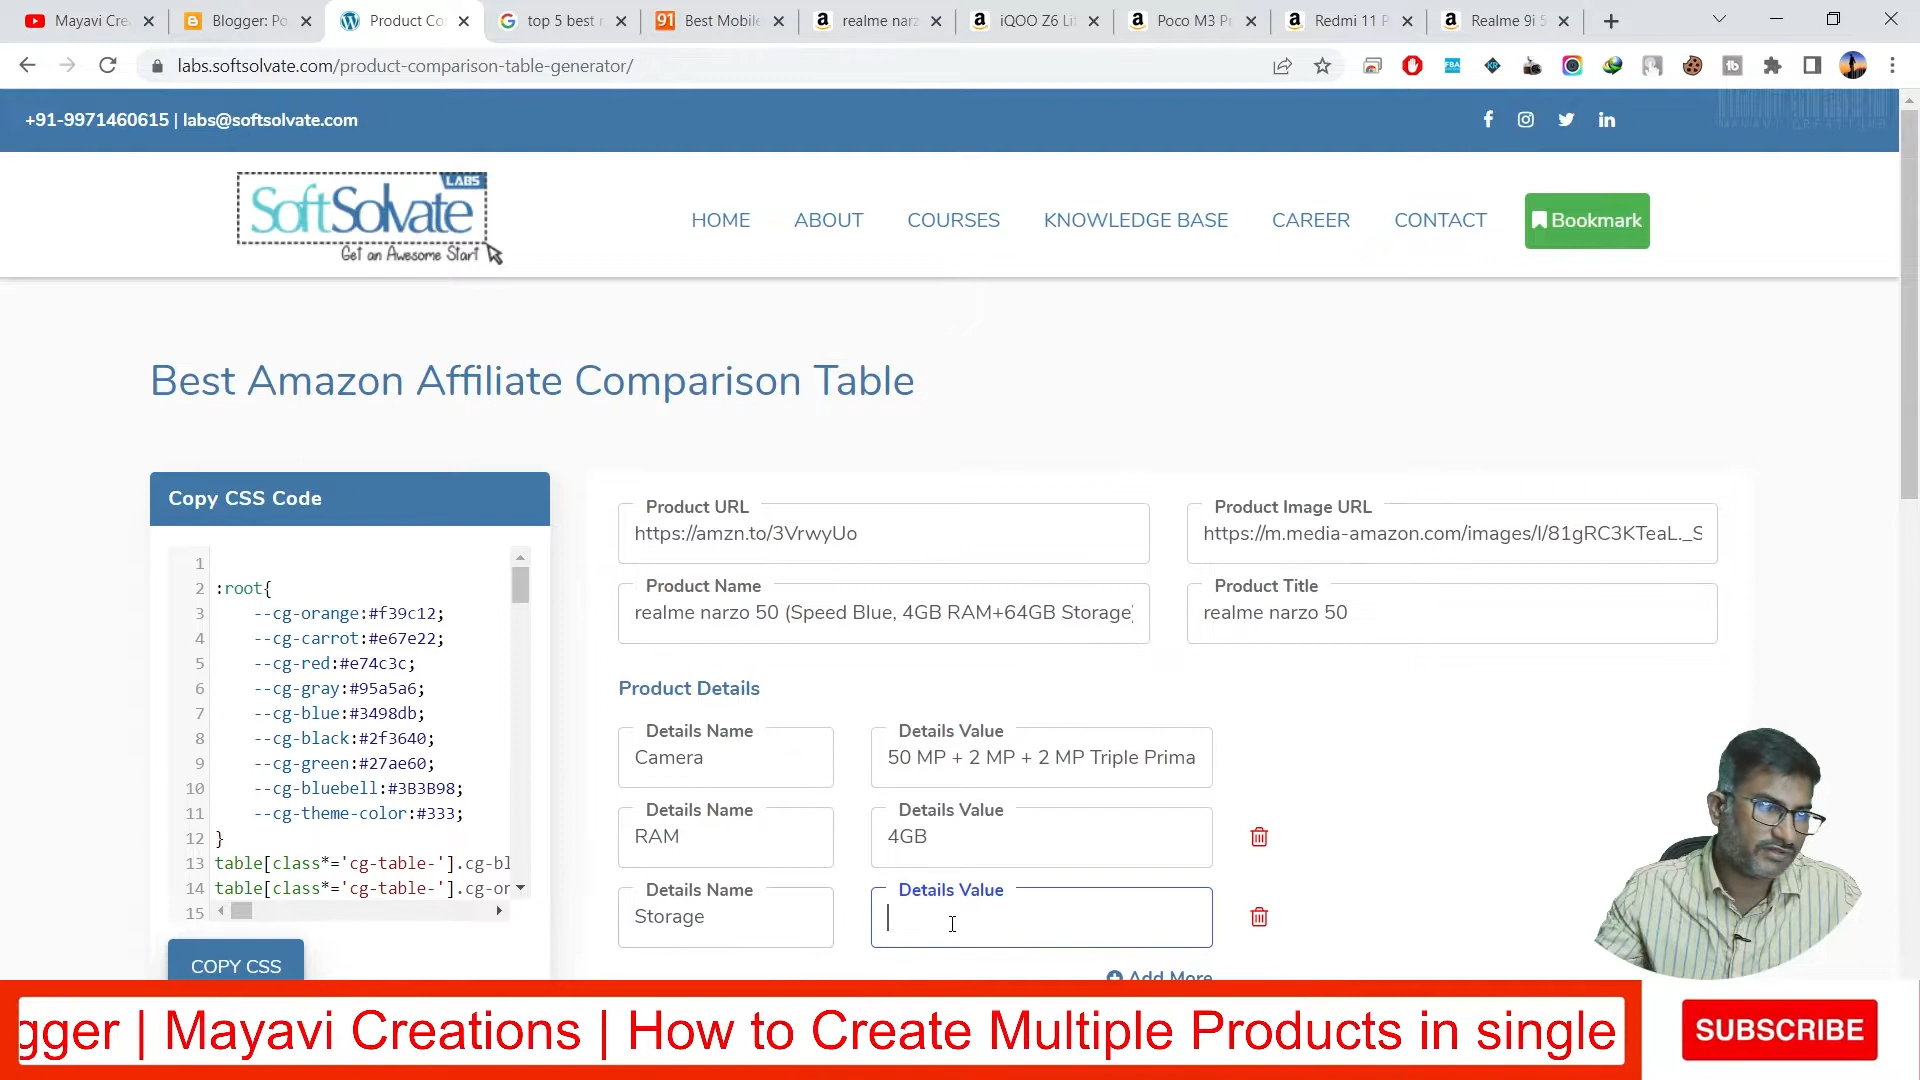 Mayavi Cre
Blogger: Po
Product Co
top 5 best
Best Mobile
realme narz
iQOO Z6 Li
Poco M3 Pr
Redmi 11 P
Realme 9i 5
labs.softsolvate.com/product-comparison-table-generator/
+91-9971460615 | labs@softsolvate.com
MAYAVI CREATIONS
SoftSolvate LABS
Get an Awesome Start
HOME ABOUT COURSES KNOWLEDGE BASE CAREER CONTACT Bookmark
Best Amazon Affiliate Comparison Table
Copy CSS Code
1
2 :root{
3 --cg-orange:#f39c12;
4 --cg-carrot:#e67e22;
5 --cg-red:#e74c3c;
6 --cg-gray:#95a5a6;
7 --cg-blue:#3498db;
8 --cg-black:#2f3640;
9 --cg-green:#27ae60;
10 --cg-bluebell:#3B3B98;
11 --cg-theme-color:#333;
12 }
13 table[class*='cg-table-'].cg-bl
14 table[class*='cg-table-'].cg-or
15
COPY CSS
Product URL
https://amzn.to/3VrwyUo
Product Image URL
https://m.media-amazon.com/images/I/81gRC3KTeaL._S
Product Name
realme narzo 50 (Speed Blue, 4GB RAM+64GB Storage)
Product Title
realme narzo 50
Product Details
Details Name
Camera
Details Value
50 MP + 2 MP + 2 MP Triple Prima
Details Name
RAM
Details Value
4GB
Details Name
Storage
Details Value
Add More
gger | Mayavi Creations | How to Create Multiple Products in single
SUBSCRIBE